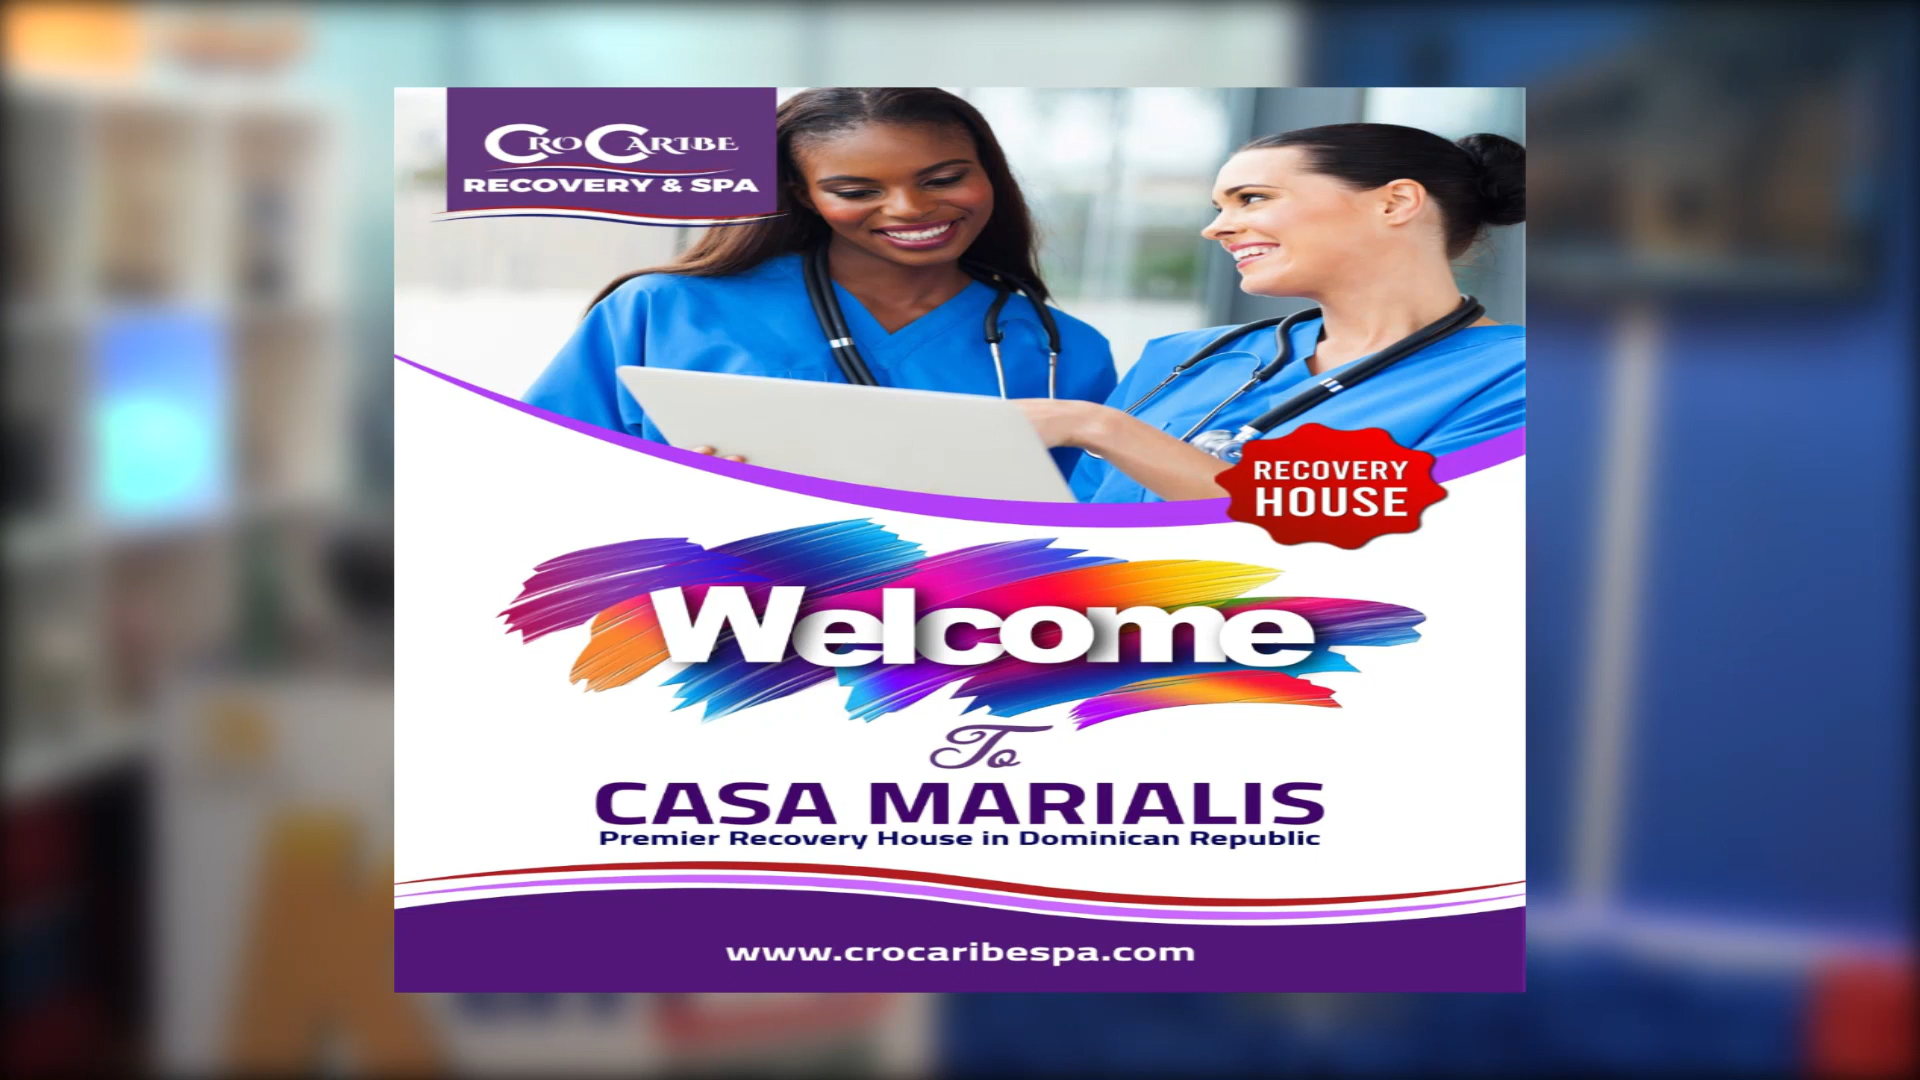 CROCARIBE
RECOVERY & SPA
RECOVERY
HOUSE
Welcome
To
CASA MARIALIS
Premier Recovery House in Dominican Republic
www.crocaribespa.com